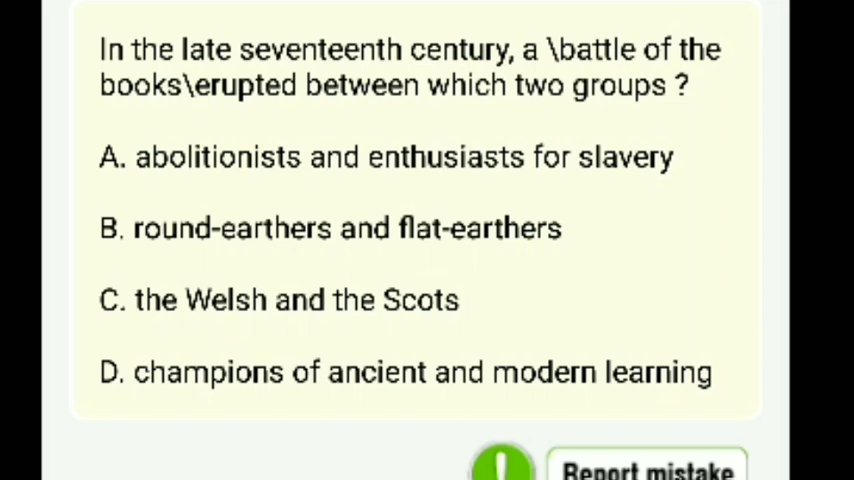 In the late seventeenth century, a \battle of the
books\erupted between which two groups ?
A. abolitionists and enthusiasts for slavery
B. round-earthers and flat-earthers
C. the Welsh and the Scots
D. champions of ancient and modern learning
! Report mistake